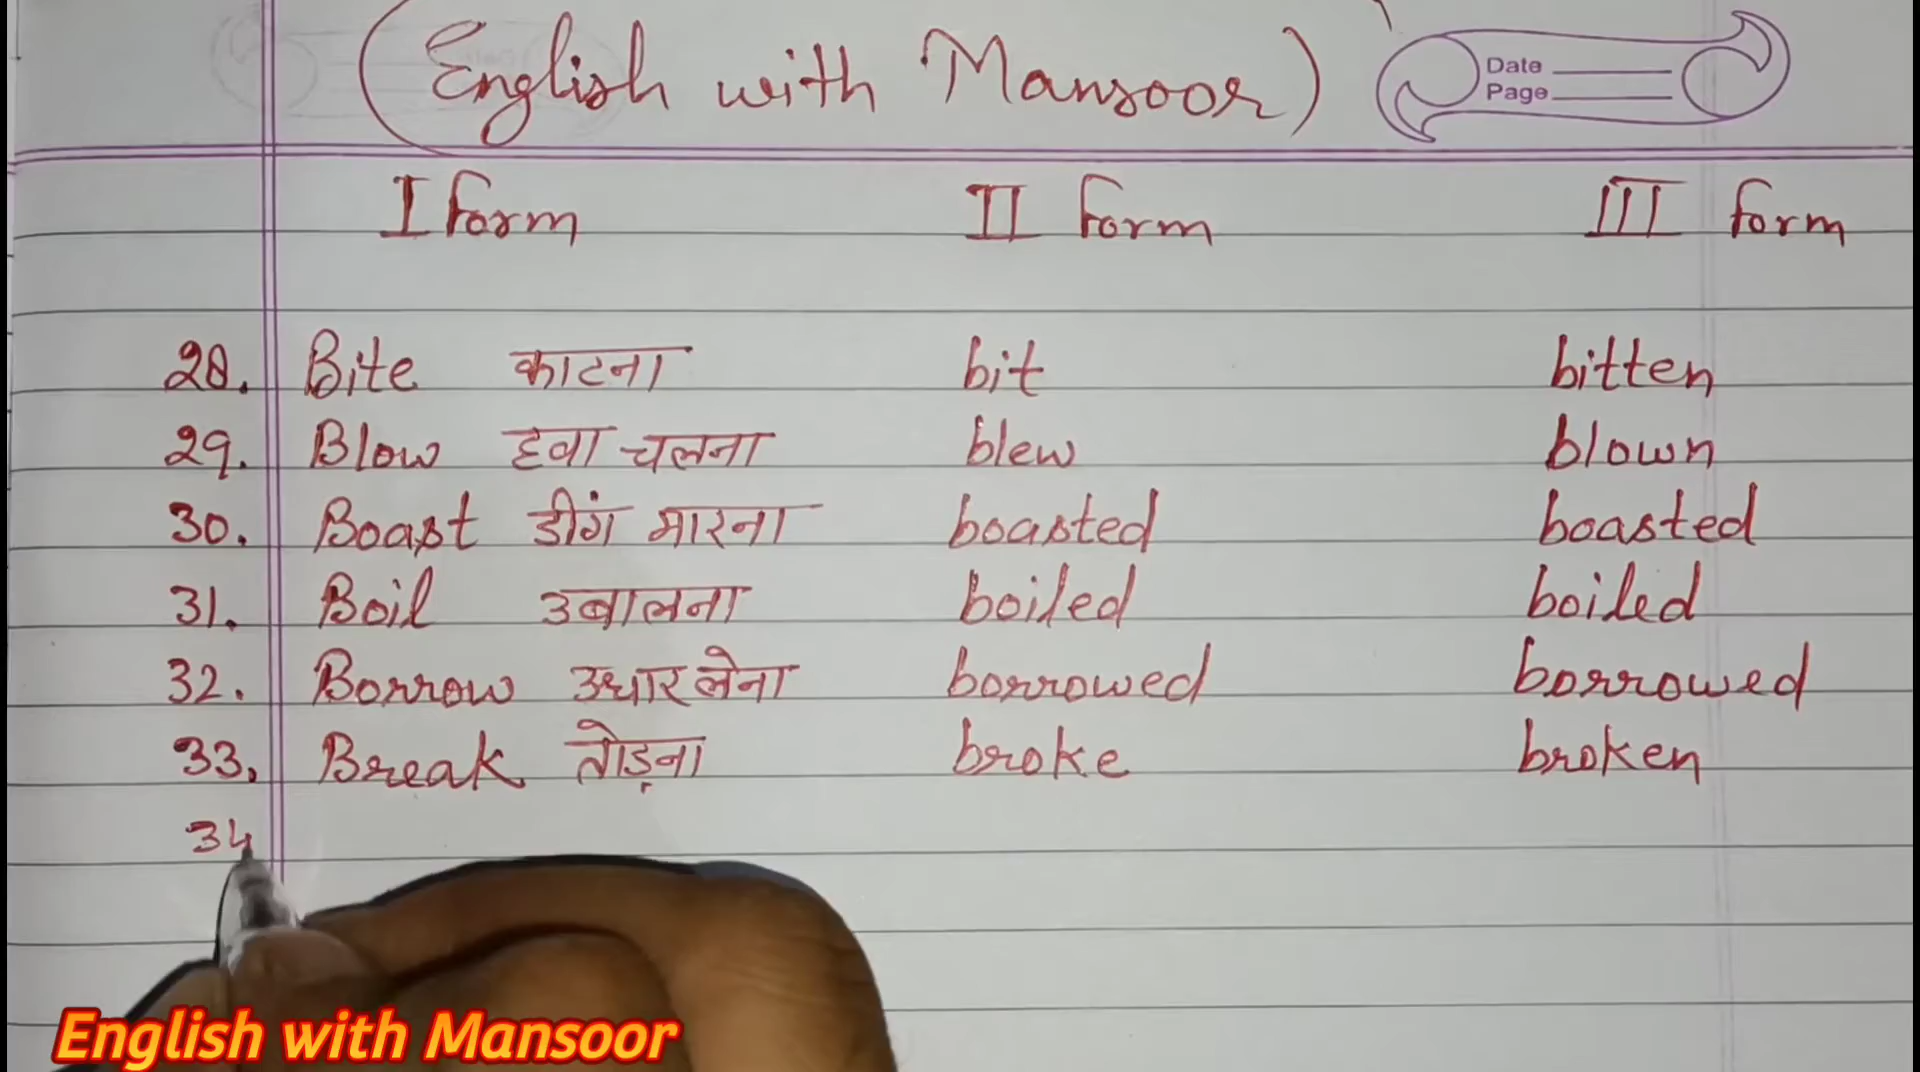 (English with Mansoor)
Date
Page
I form II form III form
28. Bite काटना bit bitten
29. Blow हवा चलना blew blown
30. Boast डींग मारना boasted boasted
31. Boil उबालना boiled boiled
32. Borrow उधार लेना borrowed borrowed
33. Break तोड़ना broke broken
34
English with Mansoor